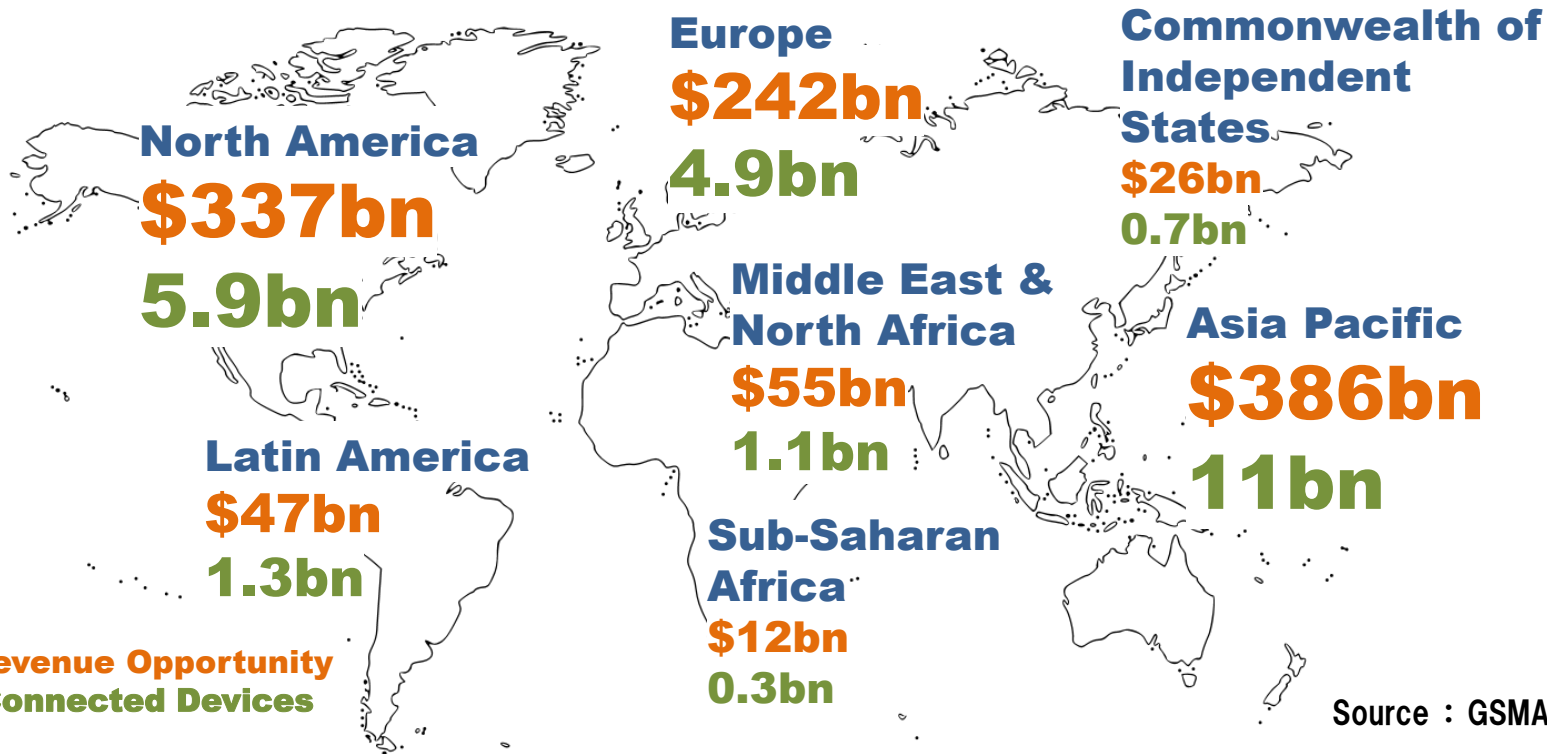 Europe
$242bn
4.9bn
Commonwealth of
Independent
States
$26bn
0.7bn
North America
$337bn
5.9bn
Middle East &
North Africa
$55bn
1.1bn
Asia Pacific
$386bn
11bn
Latin America
$47bn
1.3bn
Sub-Saharan
Africa
$12bn
0.3bn
evenue Opportunity
onnected Devices
Source : GSMA